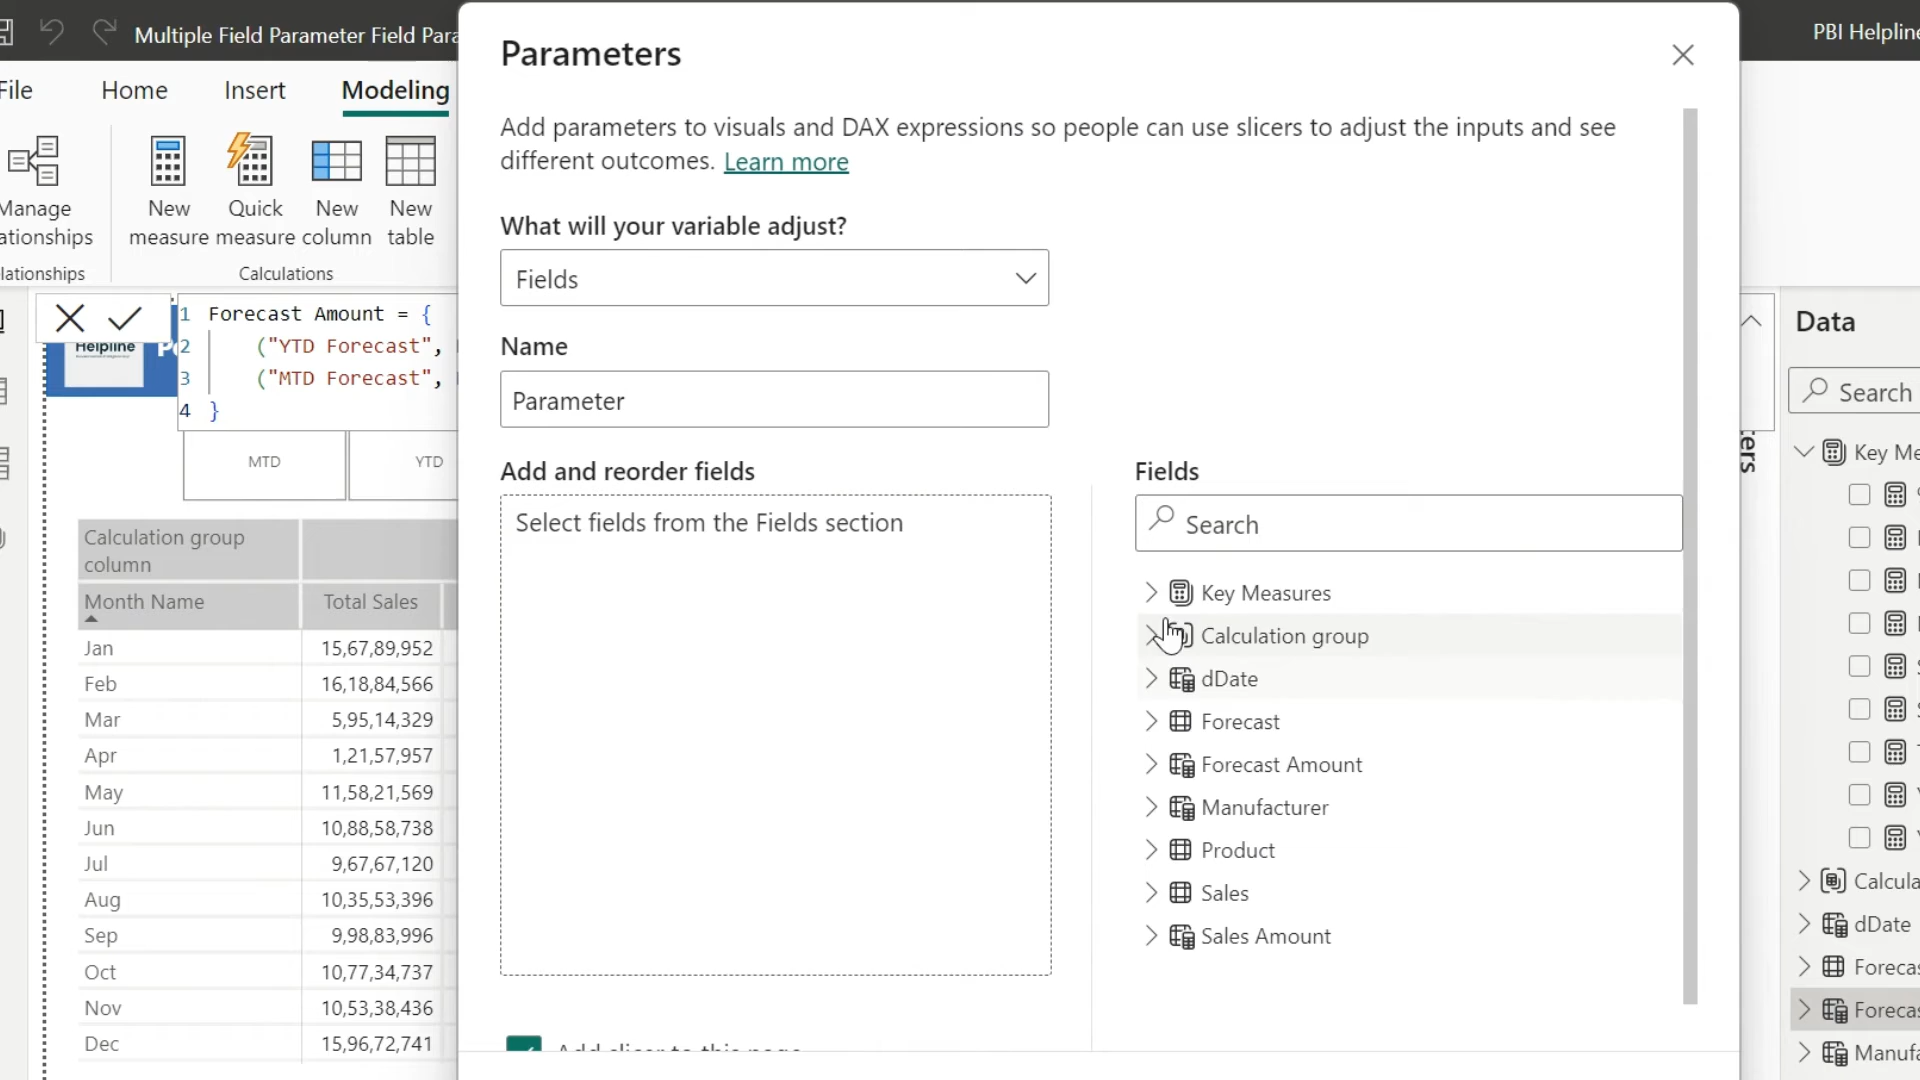 Multiple Field Parameter Field Para
PBI Helpline
File
Home
Insert
Modeling
Manage
New
Quick
New
New
measure
measure
column
table
Calculations
1 Forecast Amount = {
2 ("YTD Forecast",
3 ("MTD Forecast",
4 }
Helpline
MTD
YTD
Calculation group
column
Month Name
Total Sales
Jan 15,67,89,952
Feb 16,18,84,566
Mar 5,95,14,329
Apr 1,21,57,957
May 11,58,21,569
Jun 10,88,58,738
Jul 9,67,67,120
Aug 10,35,53,396
Sep 9,98,83,996
Oct 10,77,34,737
Nov 10,53,38,436
Dec 15,96,72,741
Parameters
Add parameters to visuals and DAX expressions so people can use slicers to adjust the inputs and see
different outcomes. Learn more
What will your variable adjust?
Fields
Name
Parameter
Add and reorder fields
Select fields from the Fields section
Add slicer to this page
Fields
Search
Key Measures
Calculation group
dDate
Forecast
Forecast Amount
Manufacturer
Product
Sales
Sales Amount
Data
Search
Key Me
Calcula
dDate
Forecas
Forecas
Manufa